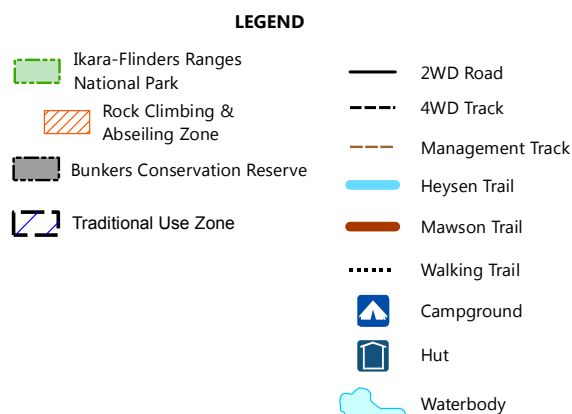 LEGEND
Ikara-Flinders Ranges
National Park
Rock Climbing &
Abseiling Zone
Bunkers Conservation Reserve
Traditional Use Zone
2WD Road
4WD Track
Management Track
Heysen Trail
Mawson Trail
Walking Trail
Campground
Hut
Waterbody